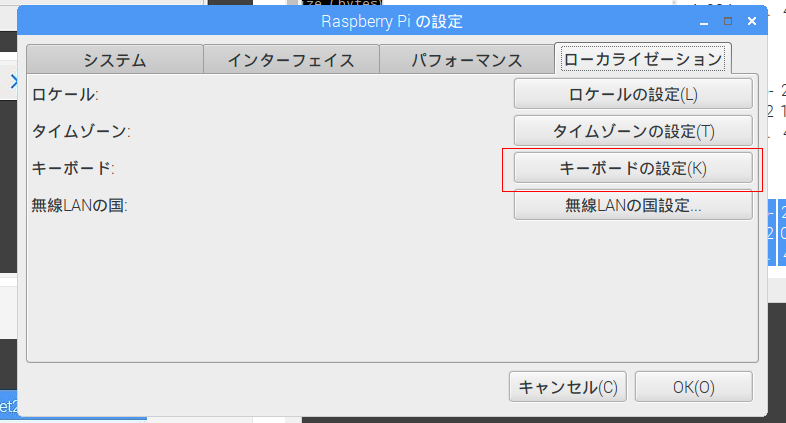 ze (bytes)
Raspberry Pi の設定
システム
インターフェイス
パフォーマンス
ローカライゼーション
ロケール:
ロケールの設定(L)
タイムゾーン:
タイムゾーンの設定(T)
キーボード:
キーボードの設定(K)
無線LANの国:
無線LANの国設定...
キャンセル(C)
OK(O)